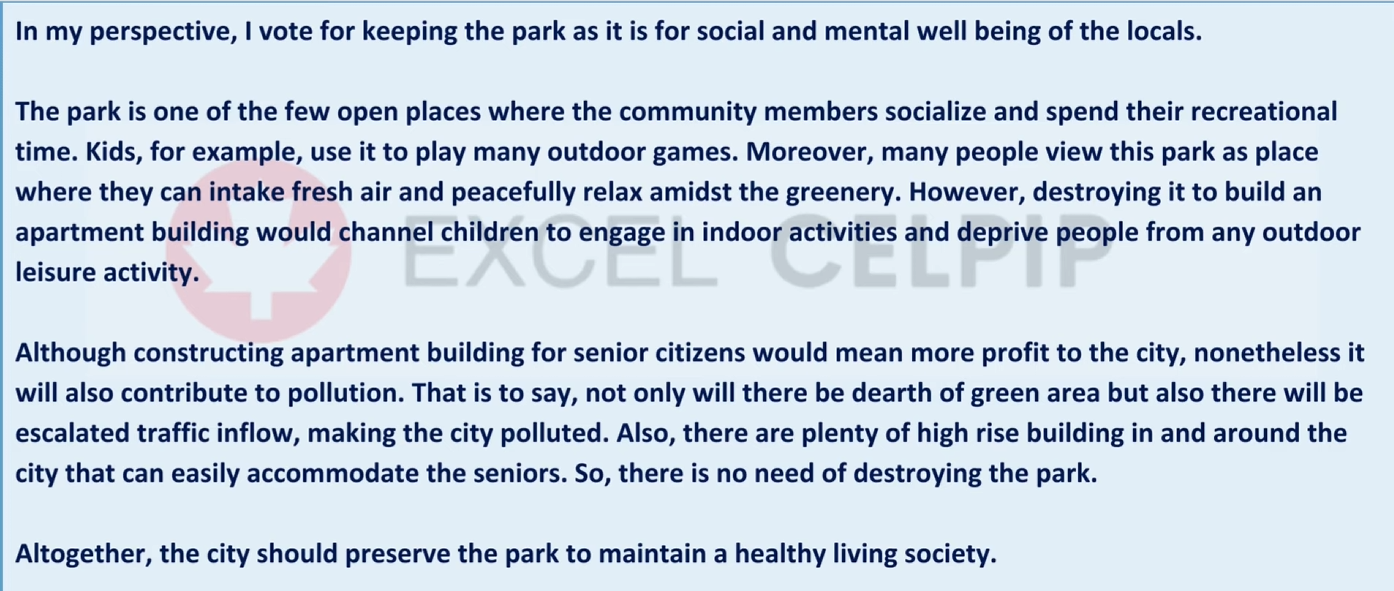 In my perspective, I vote for keeping the park as it is for social and mental well being of the locals.
The park is one of the few open places where the community members socialize and spend their recreational
time. Kids, for example, use it to play many outdoor games. Moreover, many people view this park as place
where they can intake fresh air and peacefully relax amidst the greenery. However, destroying it to build an
apartment building would channel children to engage in indoor activities and deprive people from any outdoor
leisure activity.
EXCEL CELPIP
Although constructing apartment building for senior citizens would mean more profit to the city, nonetheless it
will also contribute to pollution. That is to say, not only will there be dearth of green area but also there will be
escalated traffic inflow, making the city polluted. Also, there are plenty of high rise building in and around the
city that can easily accommodate the seniors. So, there is no need of destroying the park.
Altogether, the city should preserve the park to maintain a healthy living society.